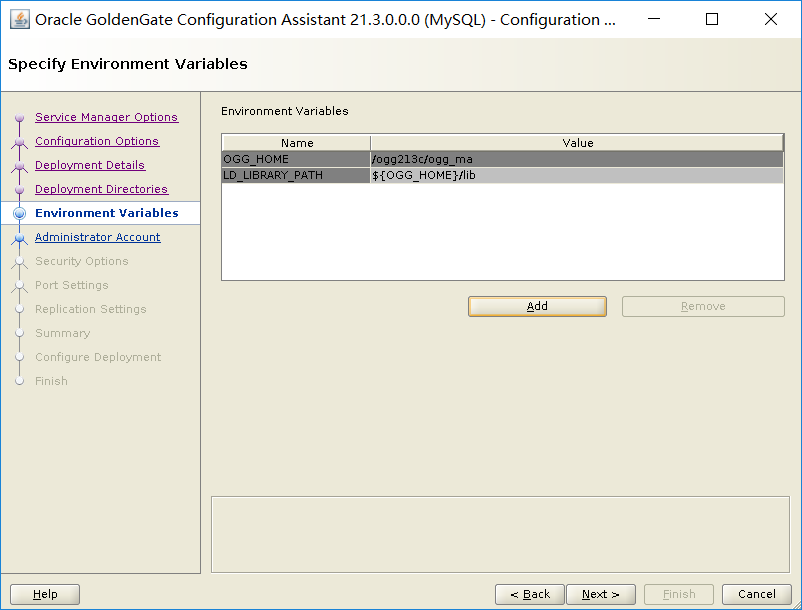 Oracle GoldenGate Configuration Assistant 21.3.0.0.0 (MySQL) - Configuration ...
Specify Environment Variables
Service Manager Options
Configuration Options
Deployment Details
Deployment Directories
Environment Variables
Administrator Account
Security Options
Port Settings
Replication Settings
Summary
Configure Deployment
Finish
Environment Variables
Name Value
OGG_HOME /ogg213c/ogg_ma
LD_LIBRARY_PATH ${OGG_HOME}/lib
Add Remove
Help < Back Next > Finish Cancel